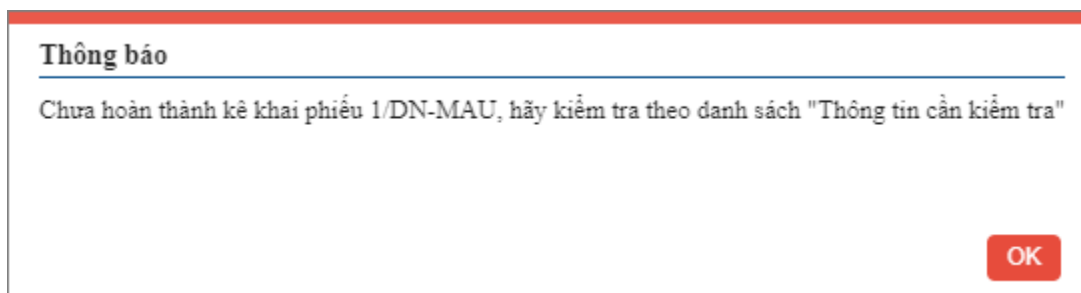 Thông báo
Chưa hoàn thành kê khai phiếu 1/DN-MAU, hãy kiểm tra theo danh sách "Thông tin cần kiểm tra"
OK